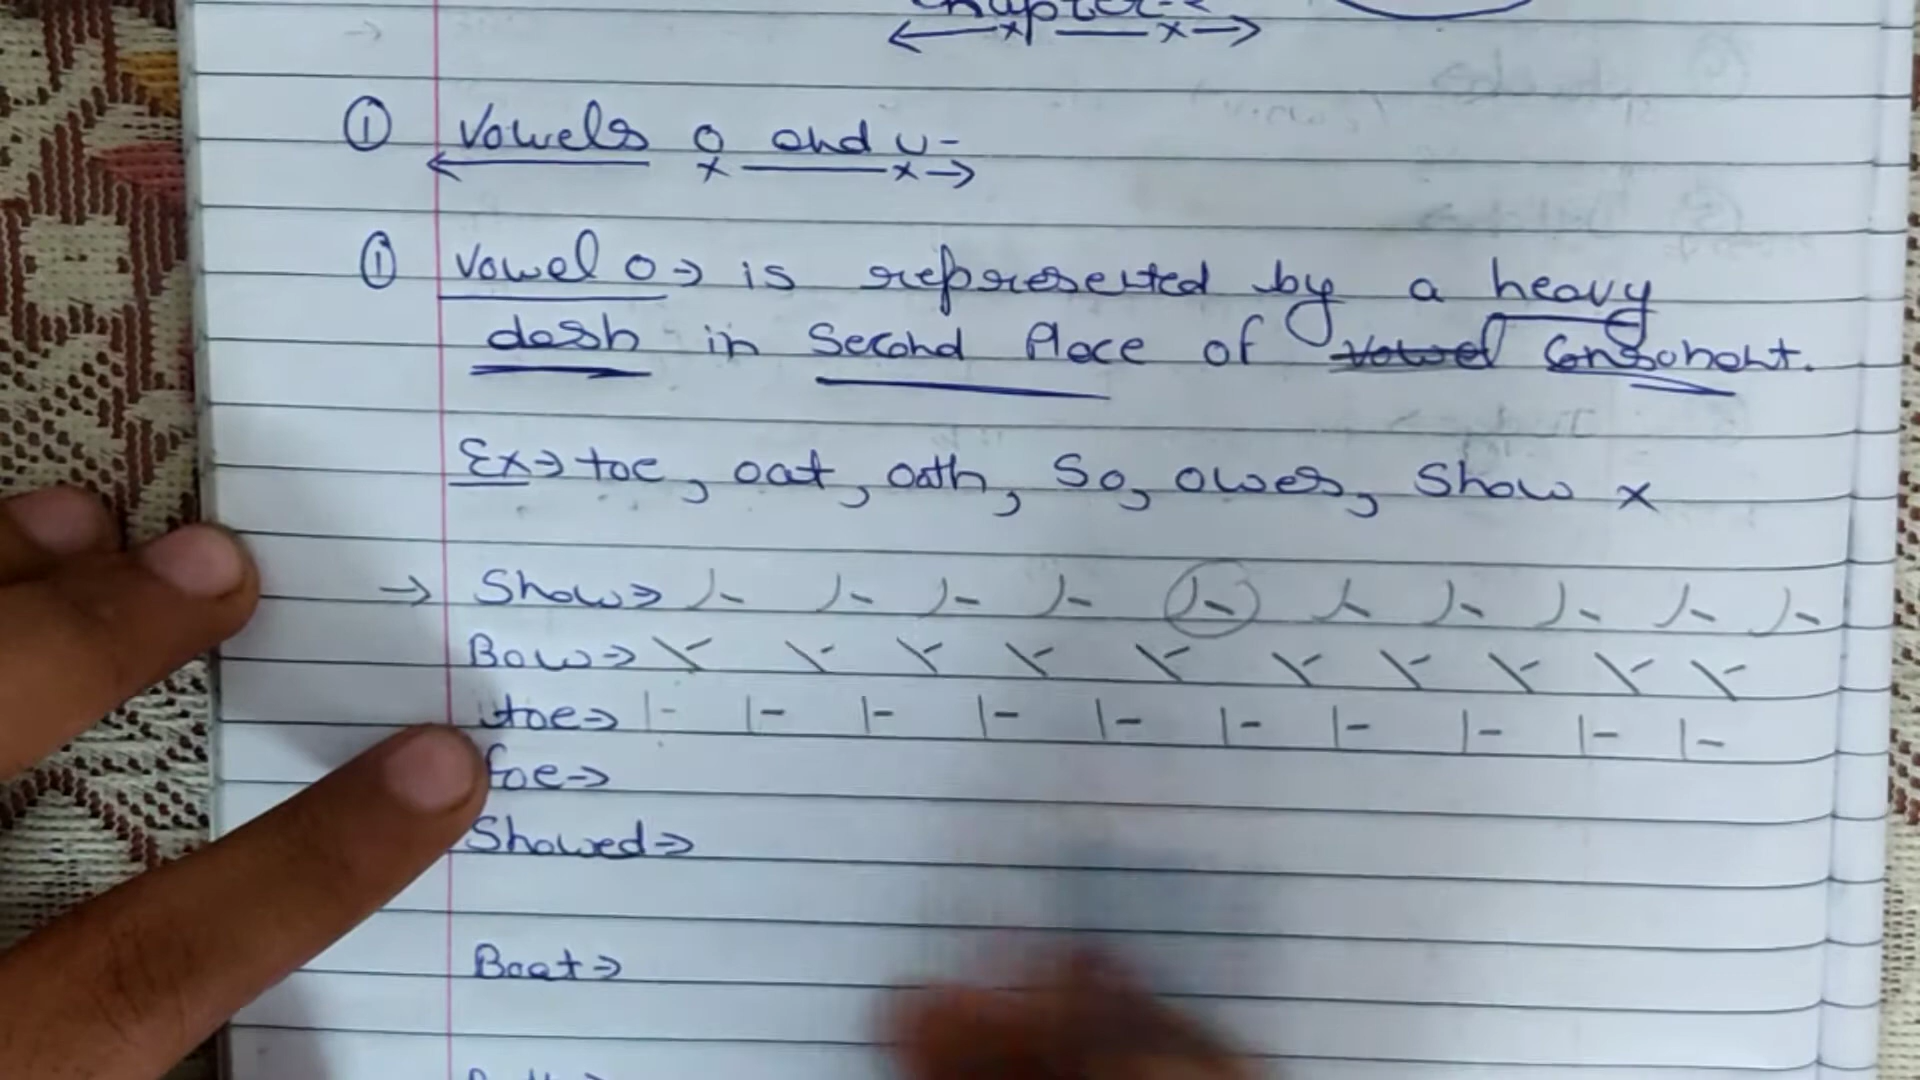 Chapter-2
① Vowels o and u-
① Vowel o → is represented by a heavy
dash in Second Place of vowel Consonant.
Ex → toe, oat, oath, So, owes, Show x
→ Show →
Bow →
toe →
foe →
Showed →
Boat →